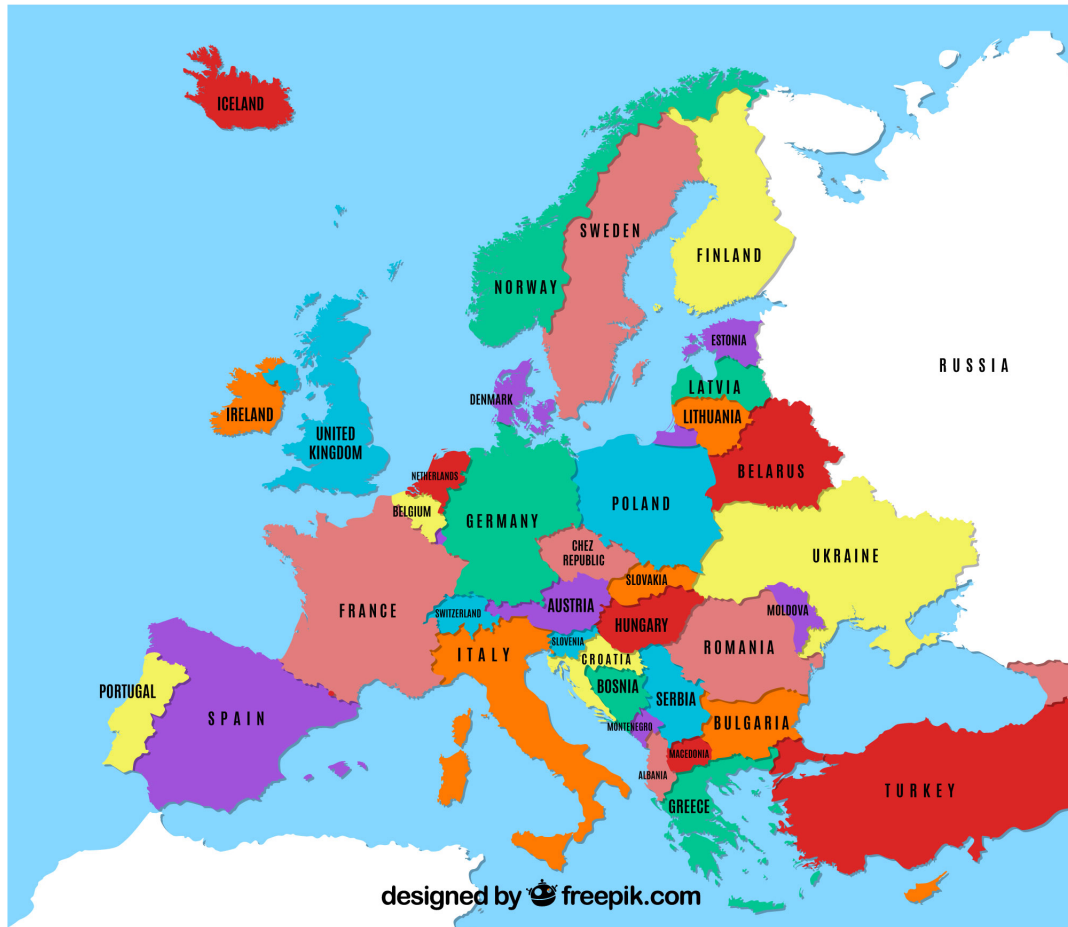 ICELAND
SWEDEN
FINLAND
NORWAY
ESTONIA
RUSSIA
LATVIA
DENMARK
IRELAND
LITHUANIA
UNITED
KINGDOM
BELARUS
NETHERLANDS
POLAND
BELGIUM
GERMANY
CHEZ
REPUBLIC
UKRAINE
SLOVAKIA
AUSTRIA
FRANCE
MOLDOVA
SWITZERLAND
HUNGARY
SLOVENIA
ROMANIA
ITALY
CROATIA
BOSNIA
PORTUGAL
SERBIA
SPAIN
BULGARIA
MONTENEGRO
MACEDONIA
ALBANIA
TURKEY
GREECE
designed by freepik.com